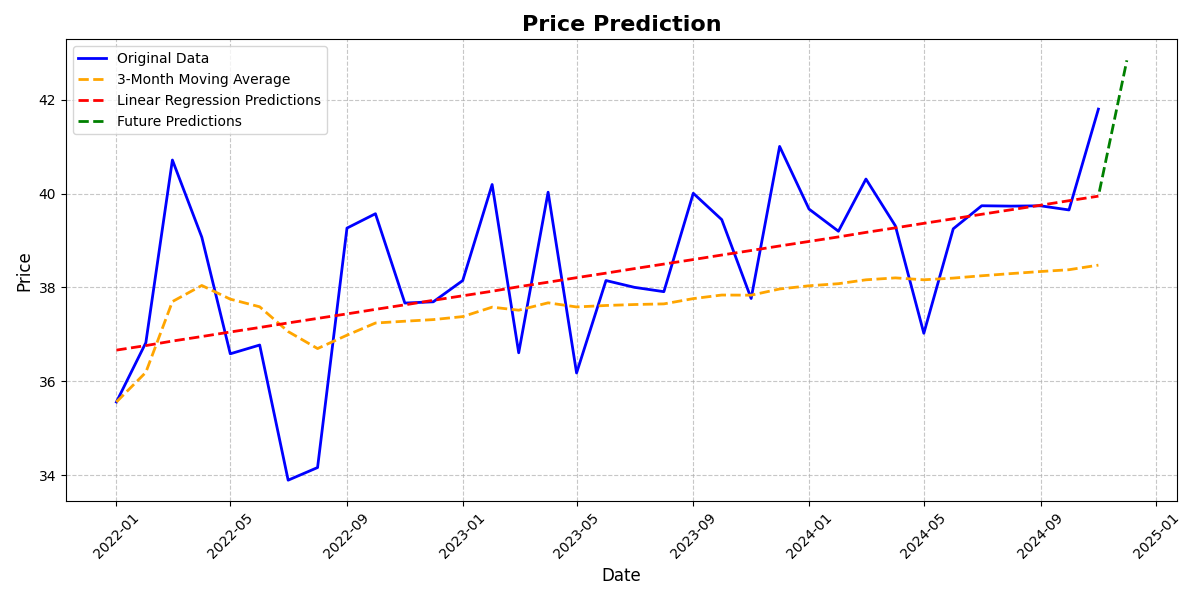 Price Prediction
Original Data
3-Month Moving Average
Linear Regression Predictions
Future Predictions
Price
42
40
38
36
34
2022-01
2022-05
2022-09
2023-01
2023-05
2023-09
2024-01
2024-05
2024-09
2025-01
Date